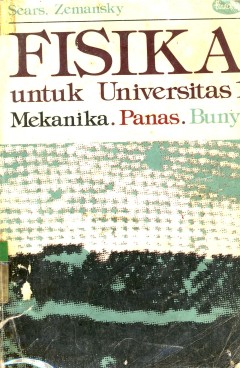 Sears, Zemansky
FISIKA
untuk Universitas
Mekanika. Panas. Buny